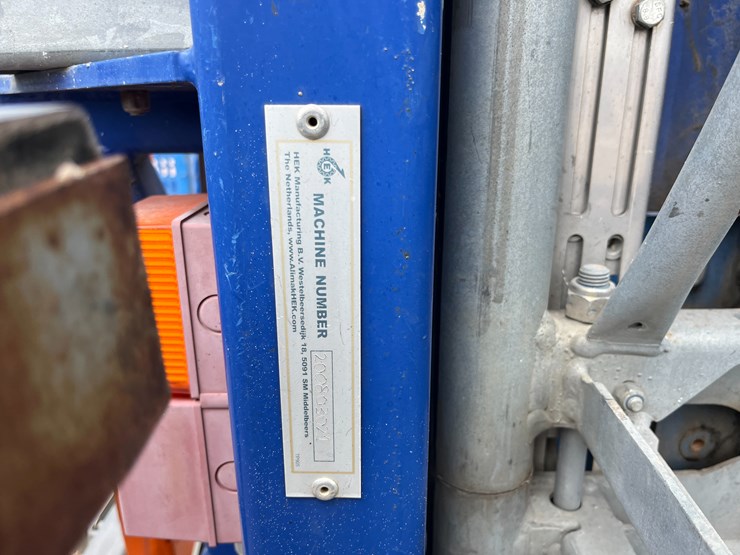 HEK
MACHINE NUMBER
HEK Manufacturing B.V. Westelbeersedijk 18, 5091 SM Middelbeers
The Netherlands, www.AlimakHEK.com